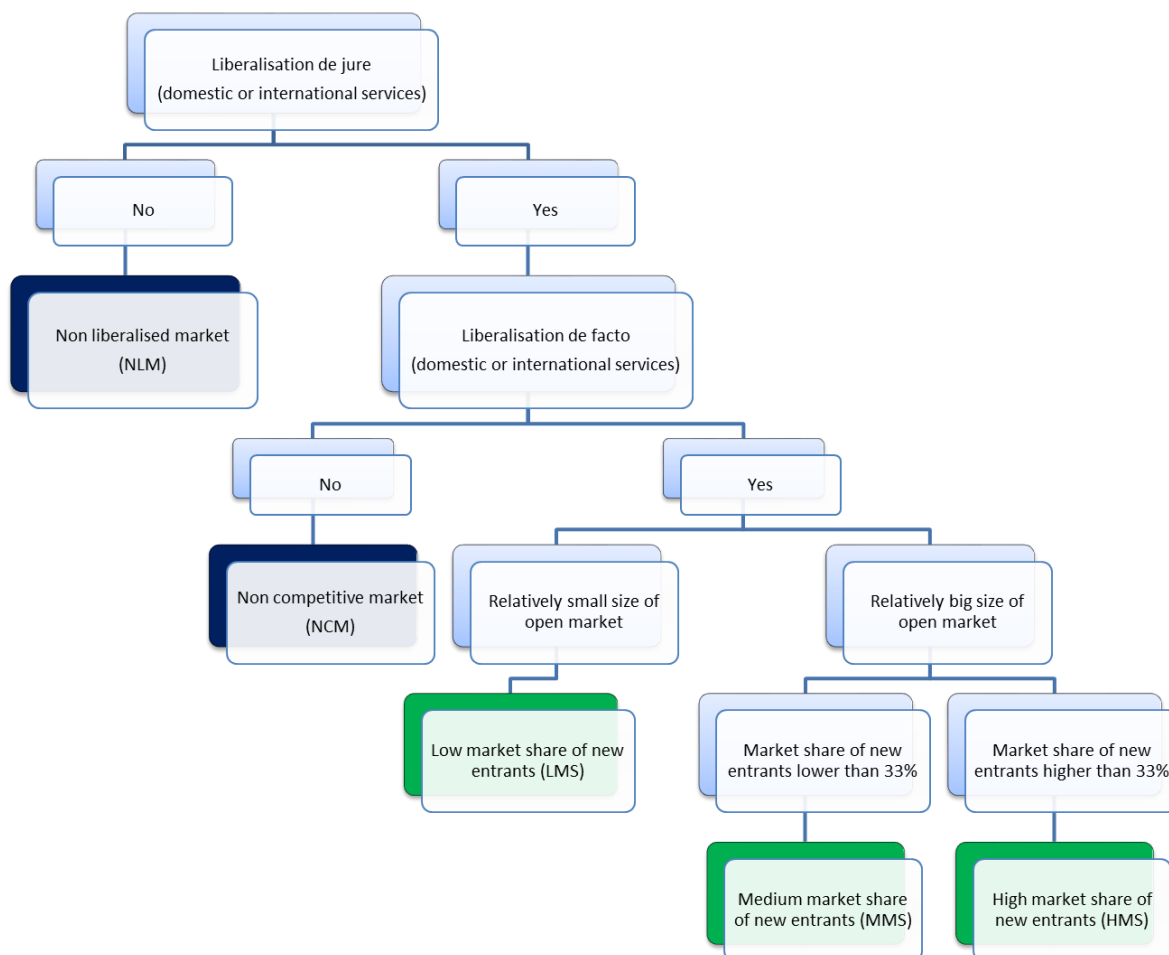 Liberalisation de jure
(domestic or international services)
No
Yes
Non liberalised market
(NLM)
Liberalisation de facto
(domestic or international services)
No
Yes
Non competitive market
(NCM)
Relatively small size of
open market
Relatively big size of
open market
Low market share of new
entrants (LMS)
Market share of new
entrants lower than 33%
Market share of new
entrants higher than 33%
Medium market share
of new entrants (MMS)
High market share of
new entrants (HMS)